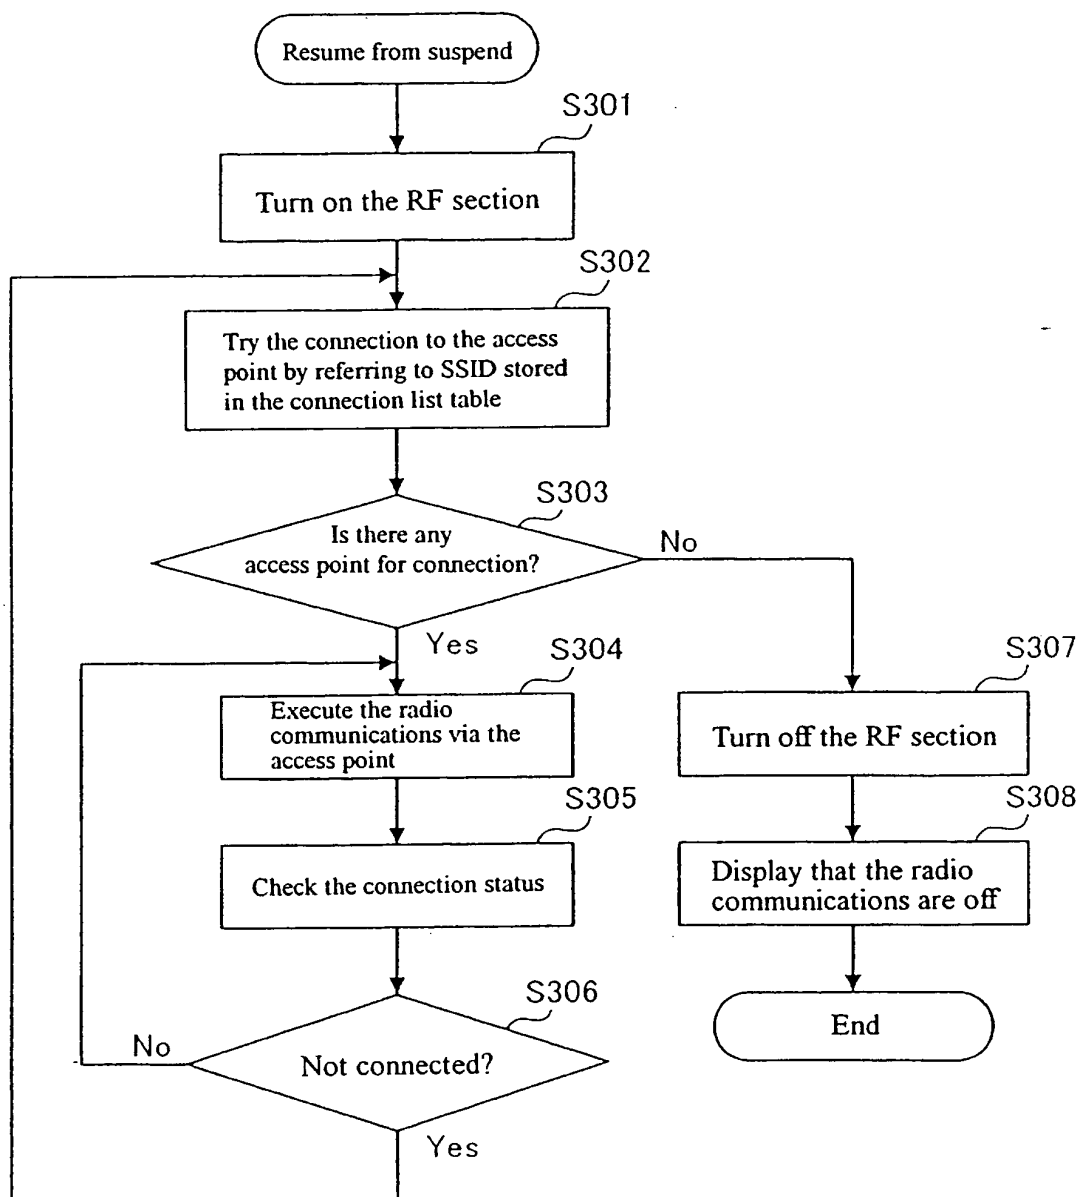 Resume from suspend
S301
Turn on the RF section
S302
Try the connection to the access
point by referring to SSID stored
in the connection list table
S303
Is there any
access point for connection?
No
Yes
S304
Execute the radio
communications via the
access point
S307
Turn off the RF section
S305
Check the connection status
S308
Display that the radio
communications are off
S306
Not connected?
No
Yes
End